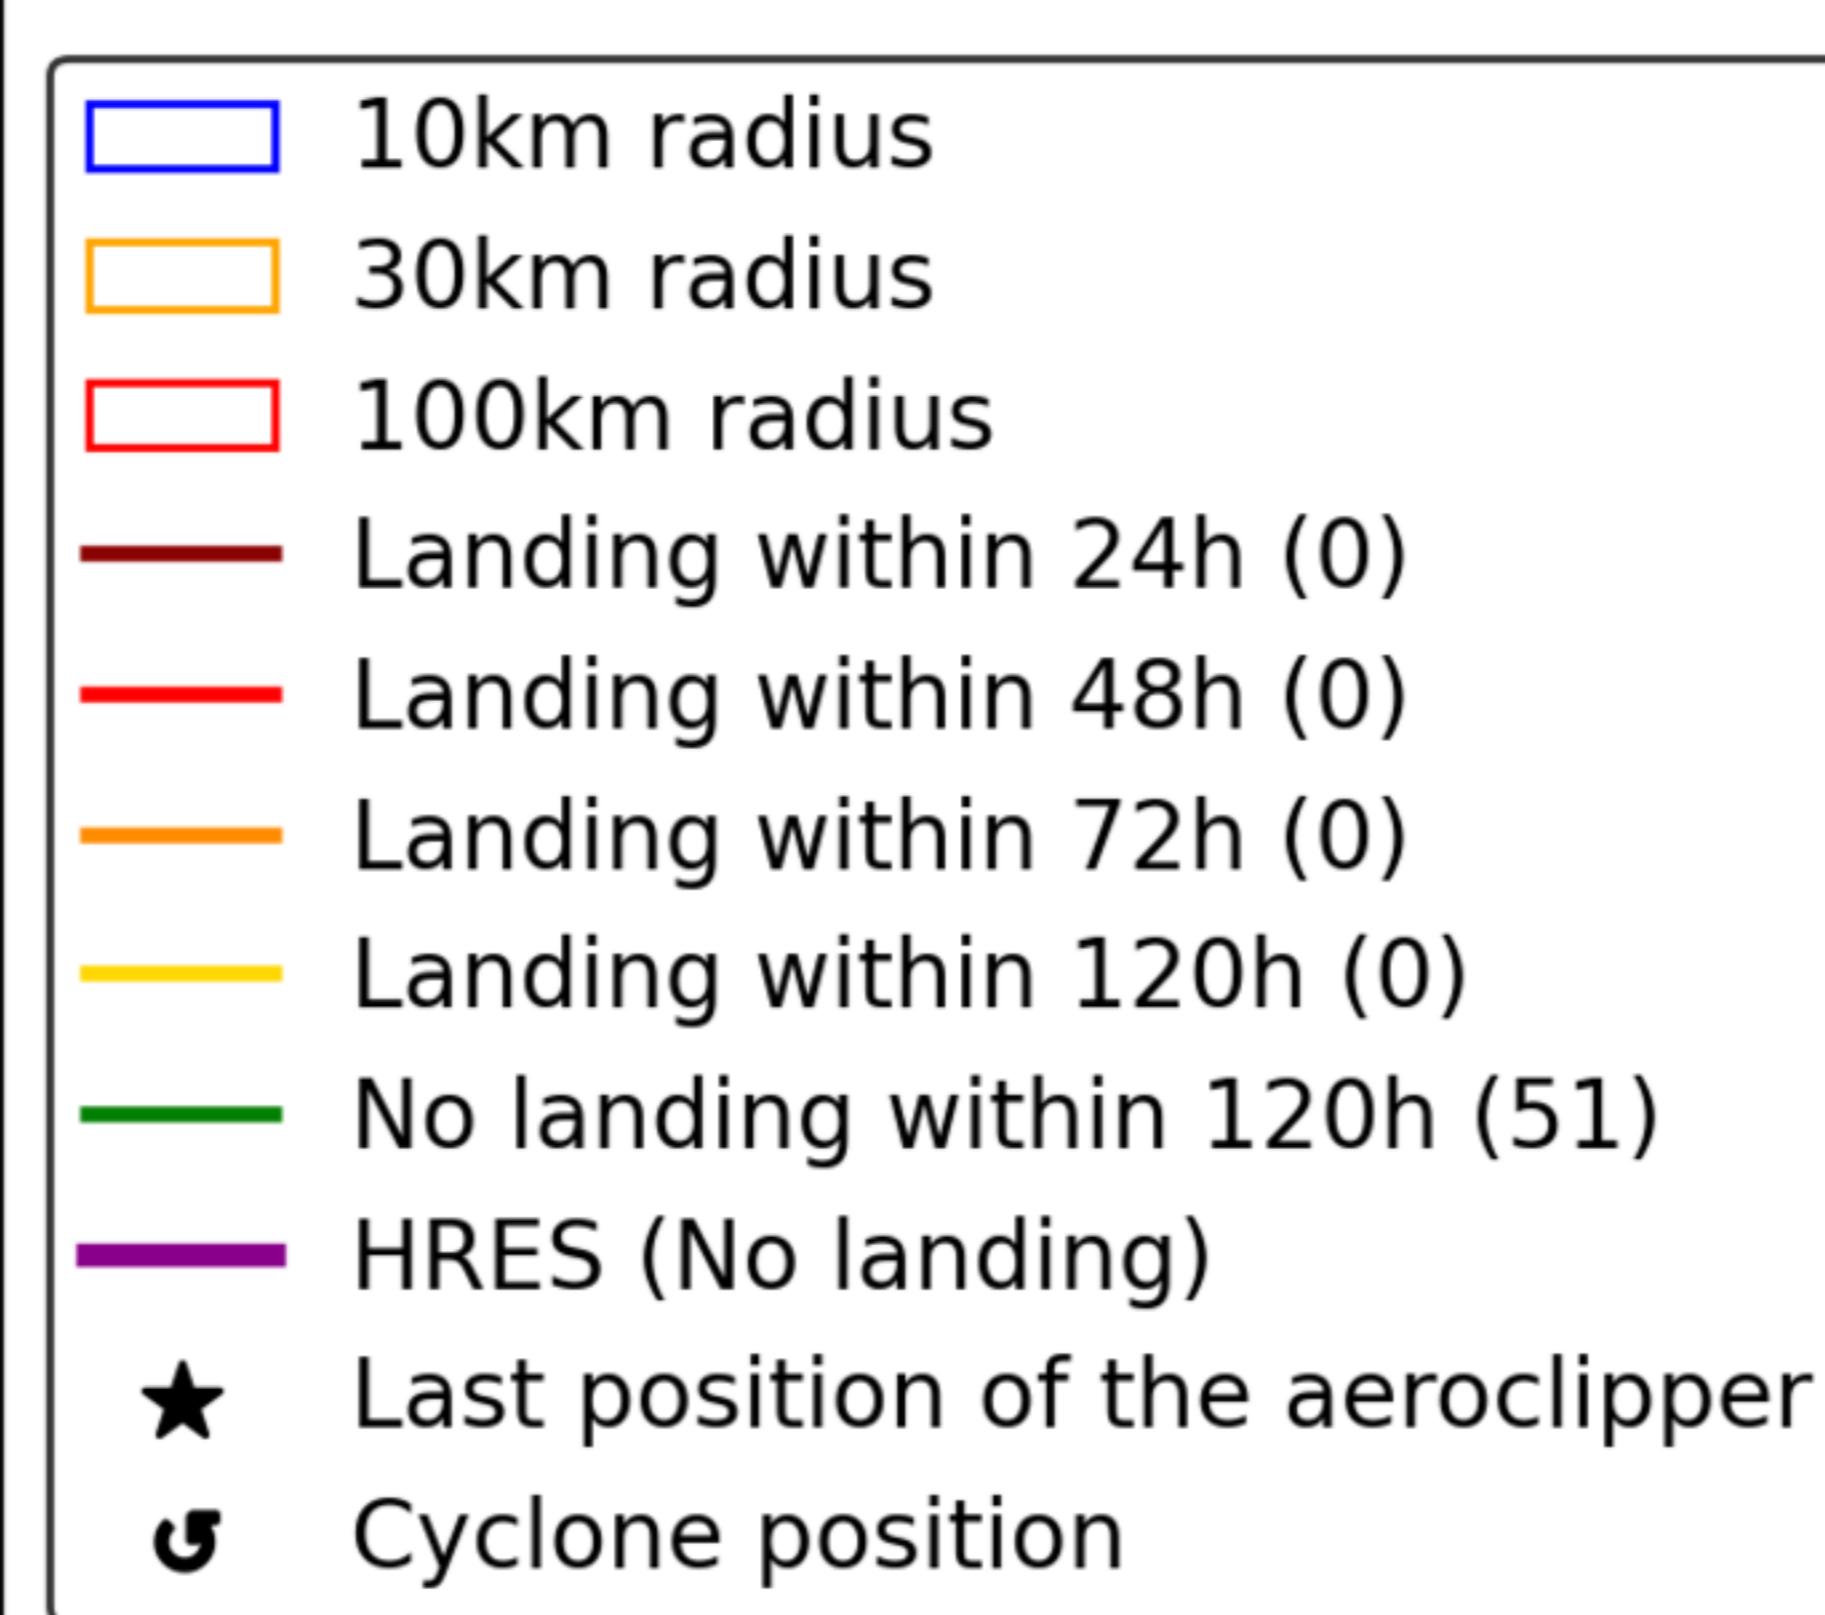 10km radius
30km radius
100km radius
Landing within 24h (0)
Landing within 48h (0)
Landing within 72h (0)
Landing within 120h (0)
No landing within 120h (51)
HRES (No landing)
Last position of the aeroclipper
Cyclone position